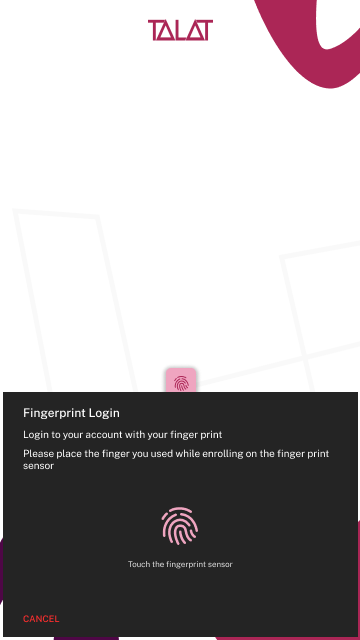 TALAT
Fingerprint Login
Login to your account with your finger print
Please place the finger you used while enrolling on the finger print
sensor
Touch the fingerprint sensor
CANCEL